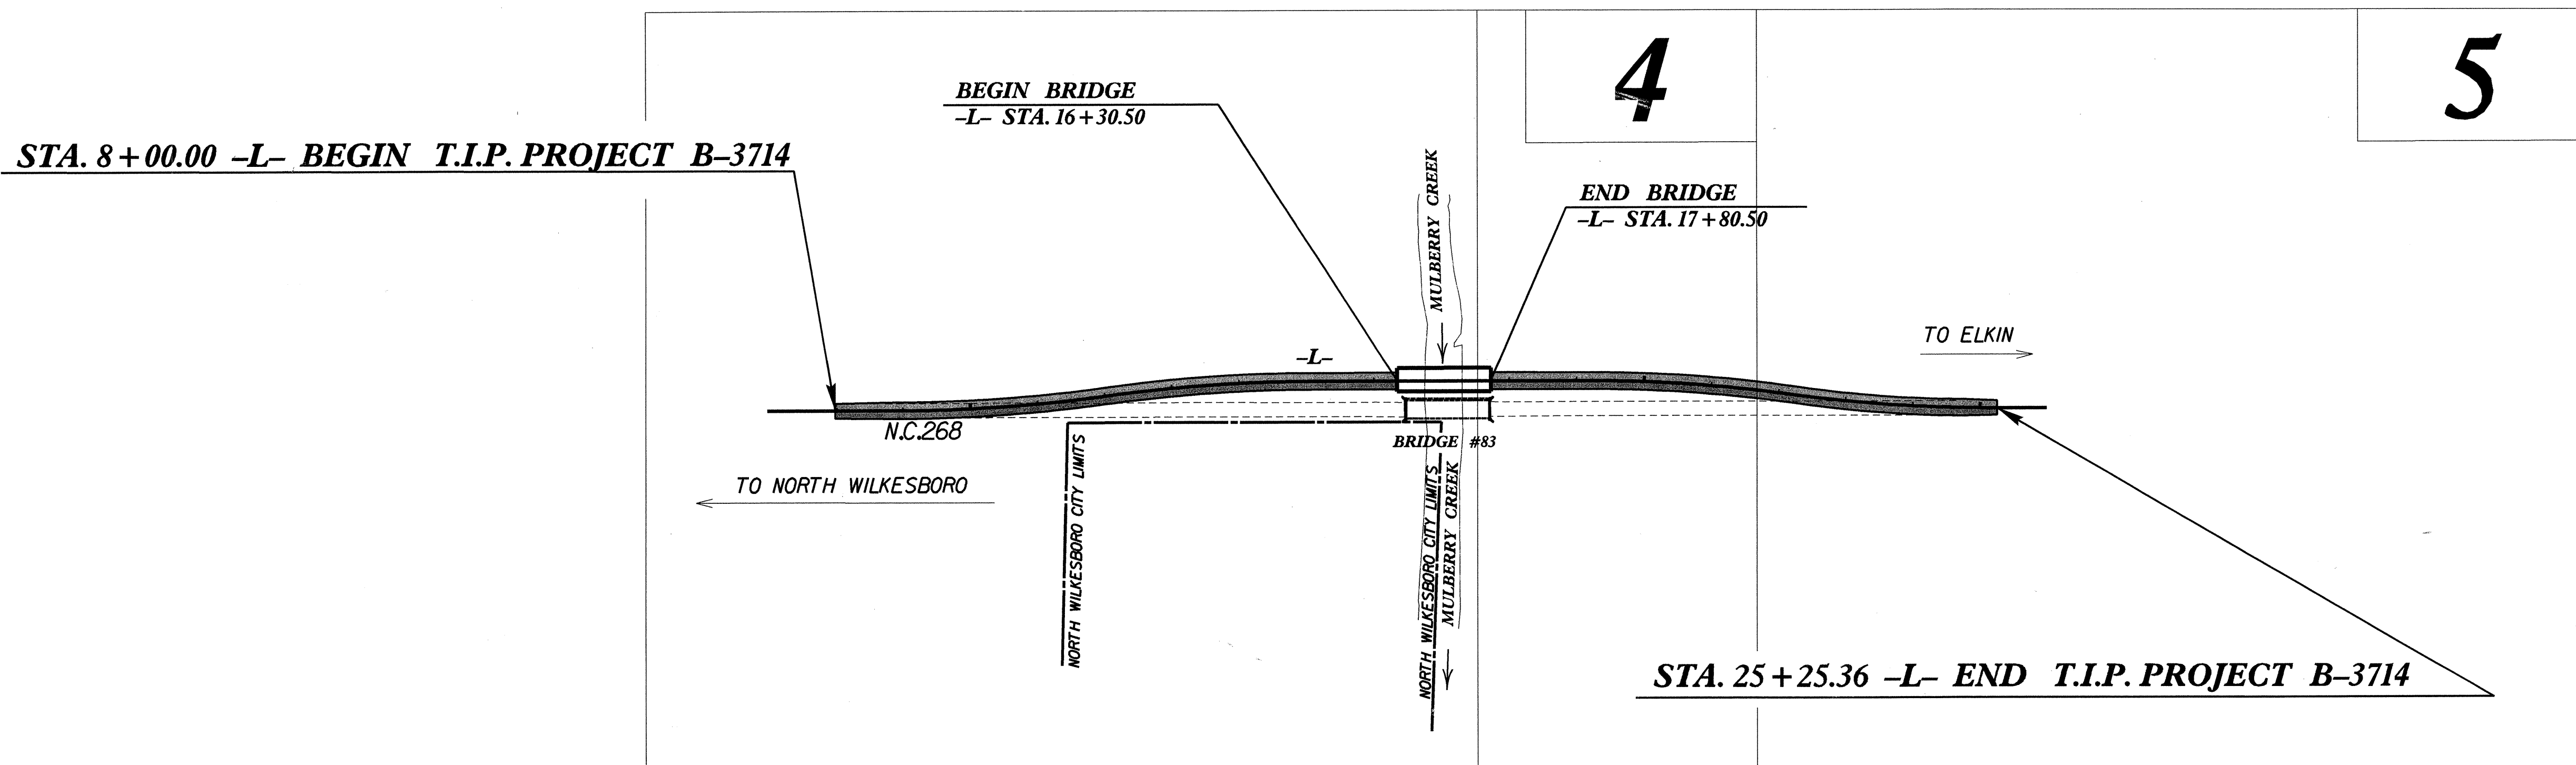 4
5
BEGIN BRIDGE
-L- STA. 16+30.50
STA. 8+00.00 -L- BEGIN T.I.P. PROJECT B-3714
MULBERRY CREEK
END BRIDGE
-L- STA. 17+80.50
TO ELKIN
-L-
N.C.268
BRIDGE #83
TO NORTH WILKESBORO
NORTH WILKESBORO CITY LIMITS
NORTH WILKESBORO CITY LIMITS
MULBERRY CREEK
STA. 25+25.36 -L- END T.I.P. PROJECT B-3714